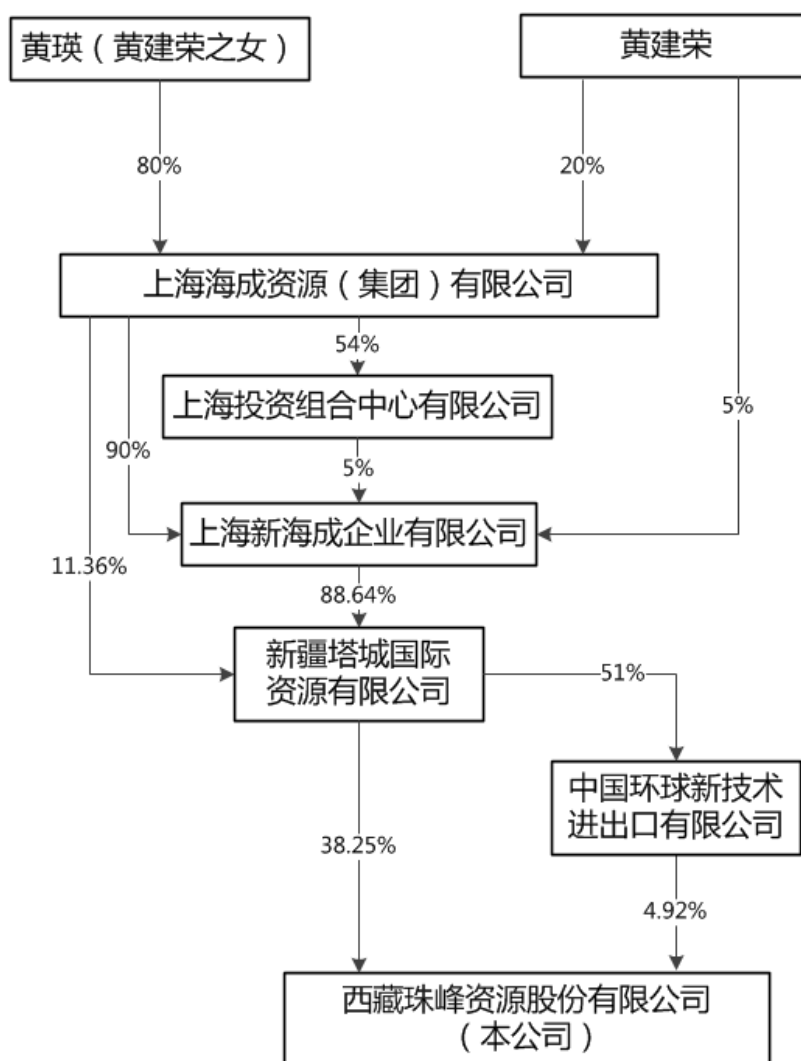 黄瑛（黄建荣之女）
黄建荣
80%
20%
上海海成资源（集团）有限公司
54%
上海投资组合中心有限公司
5%
90%
5%
上海新海成企业有限公司
11.36%
88.64%
新疆塔城国际
资源有限公司
51%
中国环球新技术
进出口有限公司
38.25%
4.92%
西藏珠峰资源股份有限公司
（本公司）